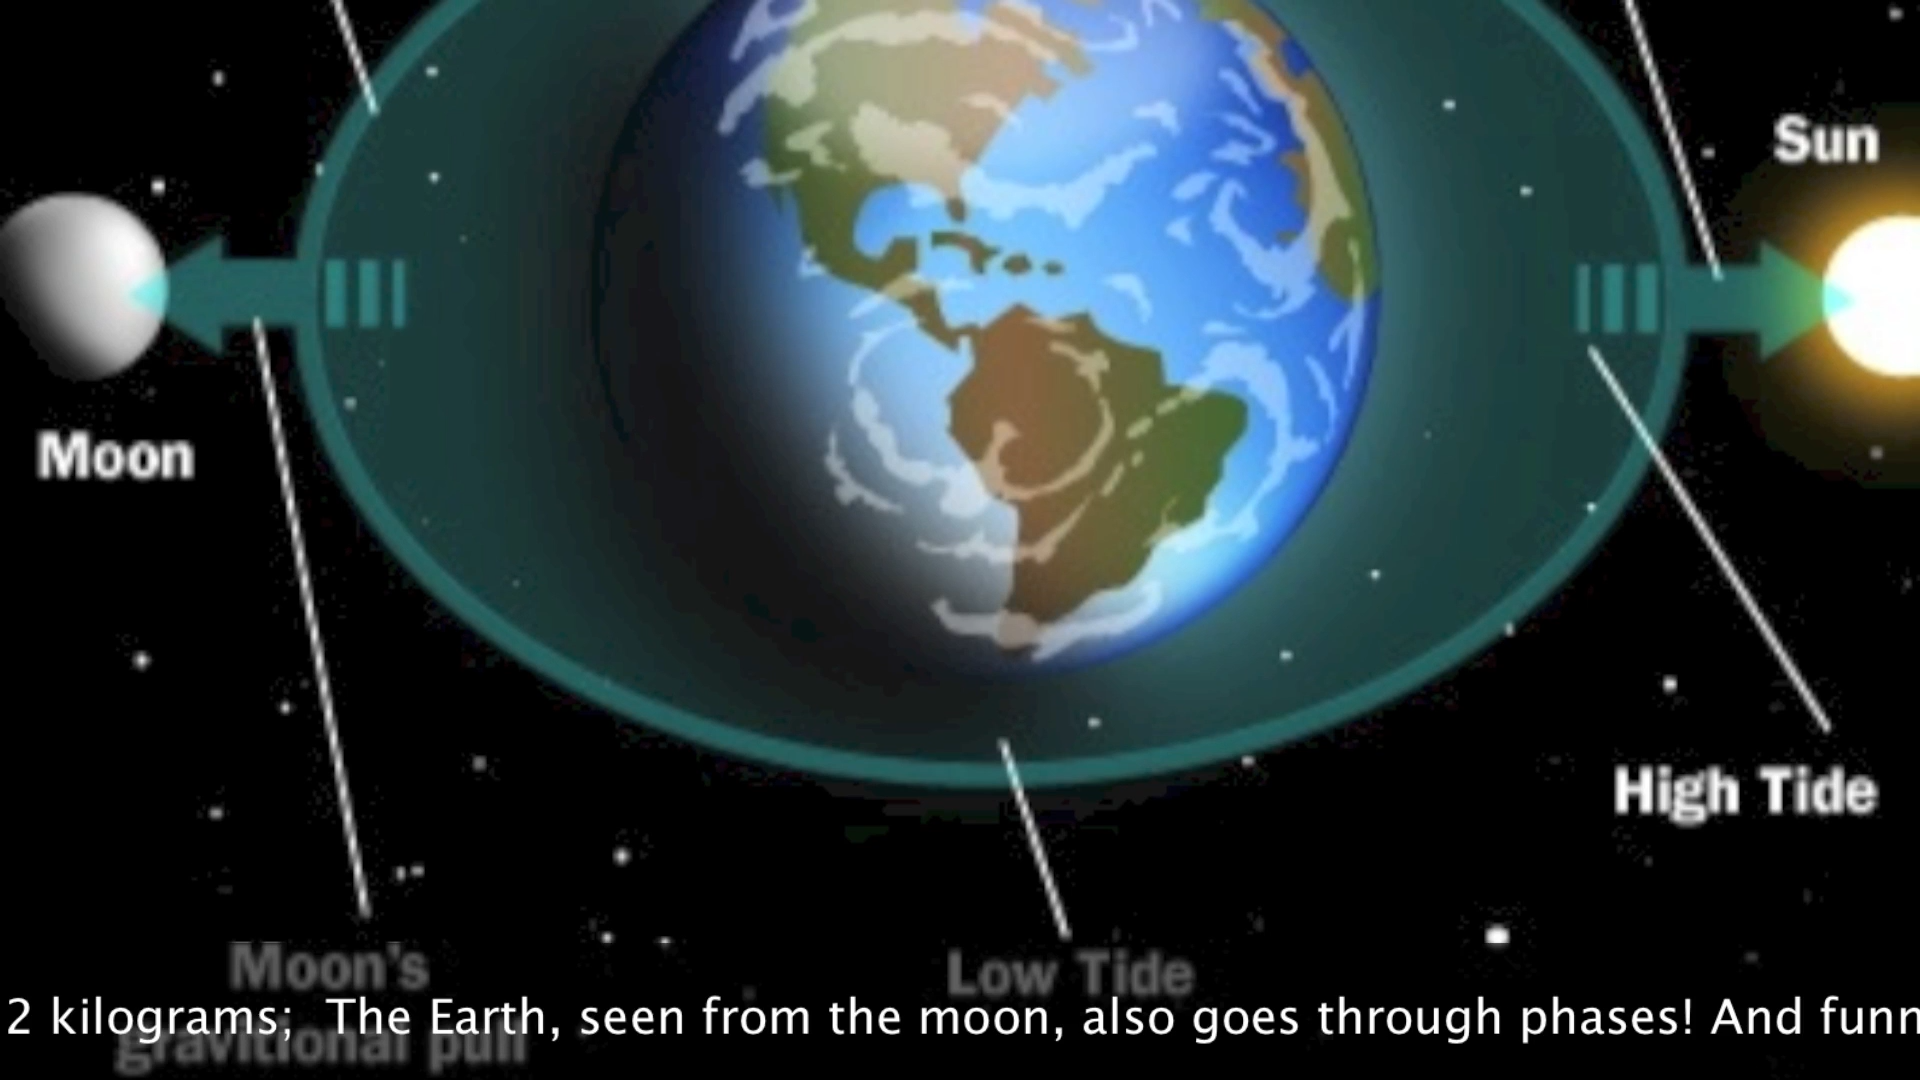 Sun
Moon
High Tide
Moon's
Low Tide
gravitional pull
2 kilograms;  The Earth, seen from the moon, also goes through phases! And funn